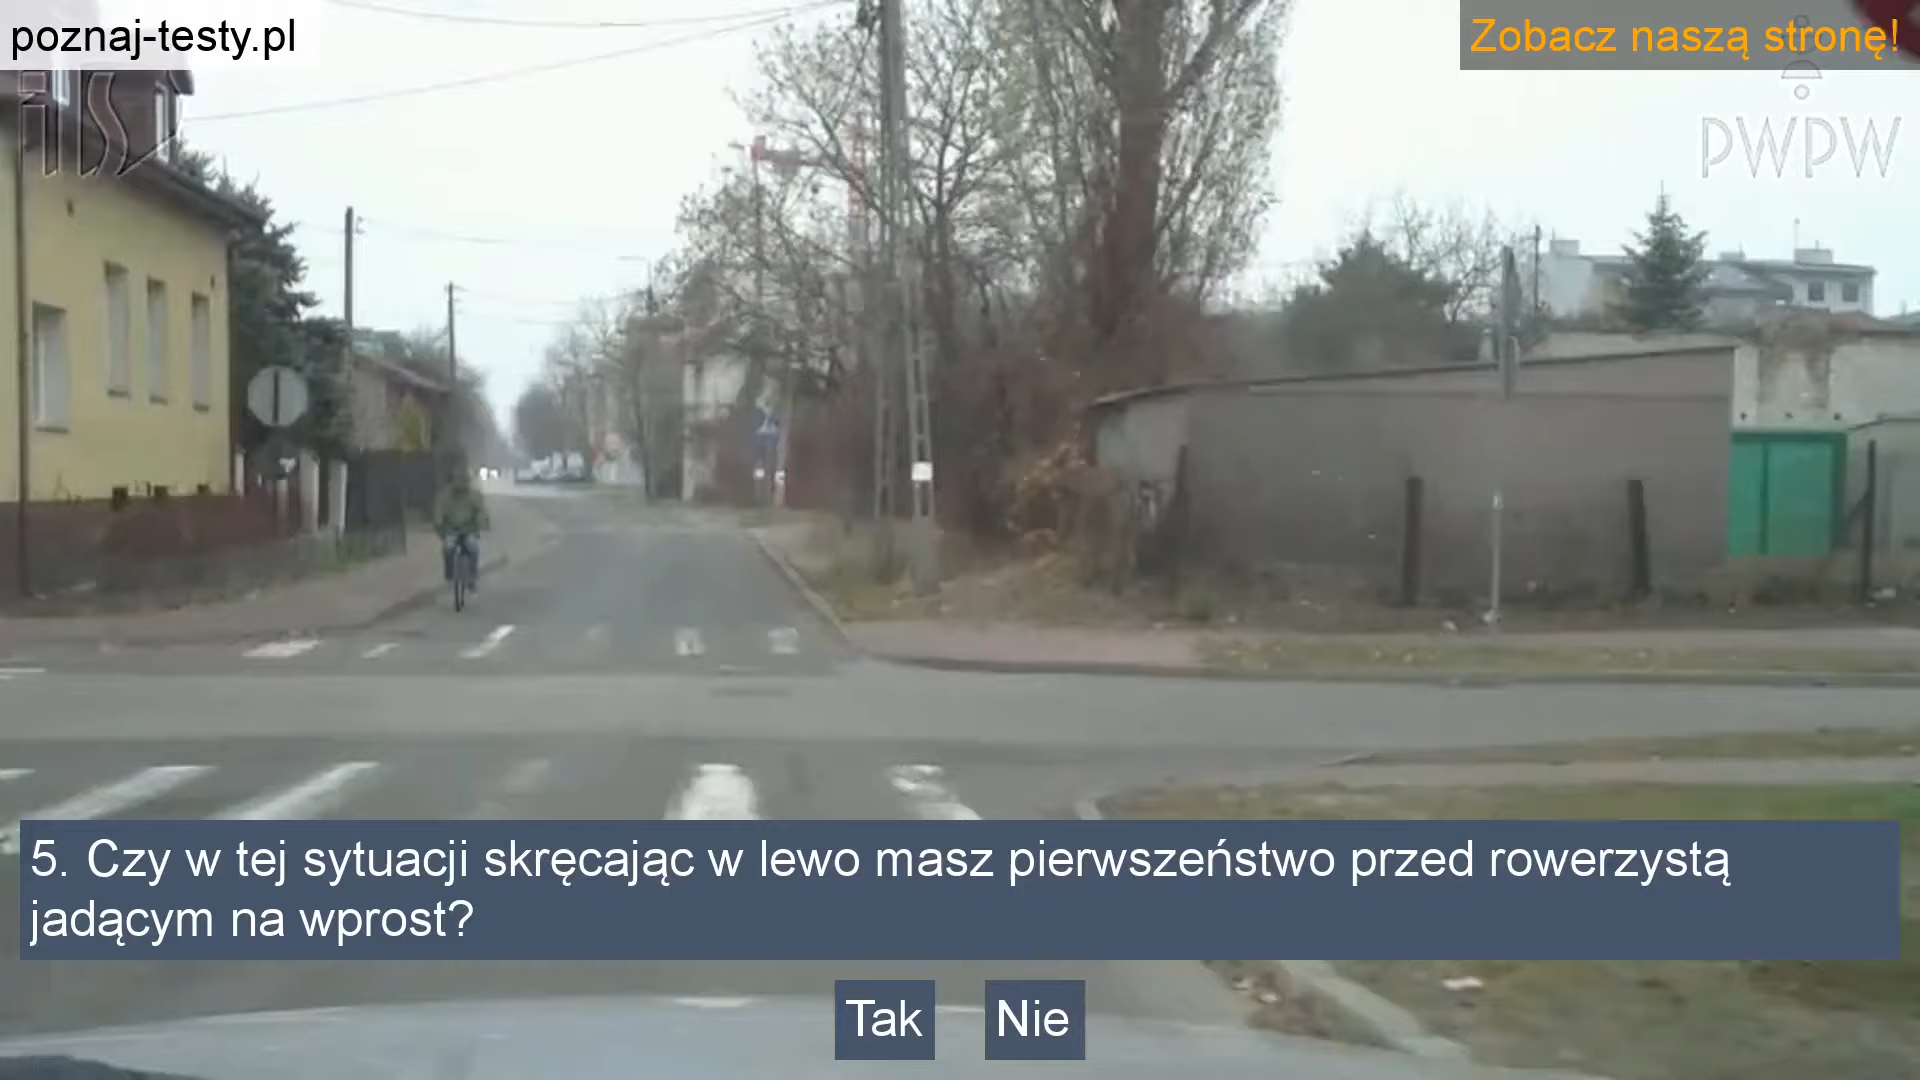 poznaj-testy.pl
Zobacz naszą stronę!
ITS
PWPW
5. Czy w tej sytuacji skręcając w lewo masz pierwszeństwo przed rowerzystą
jadącym na wprost?
Tak
Nie